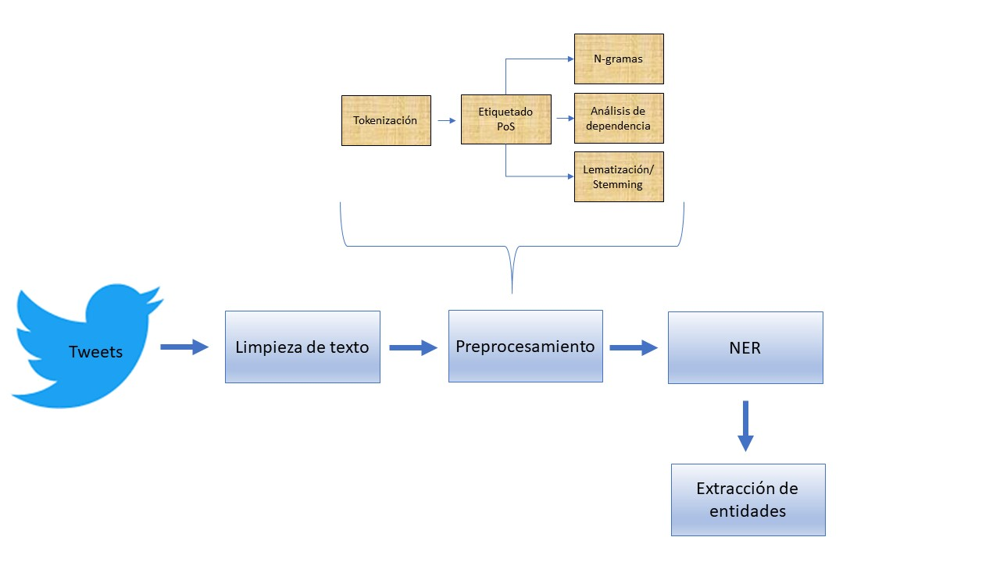 N-gramas
Tokenización
Etiquetado
PoS
Análisis de
dependencia
Lematización/
Stemming
Tweets
Limpieza de texto
Preprocesamiento
NER
Extracción de
entidades